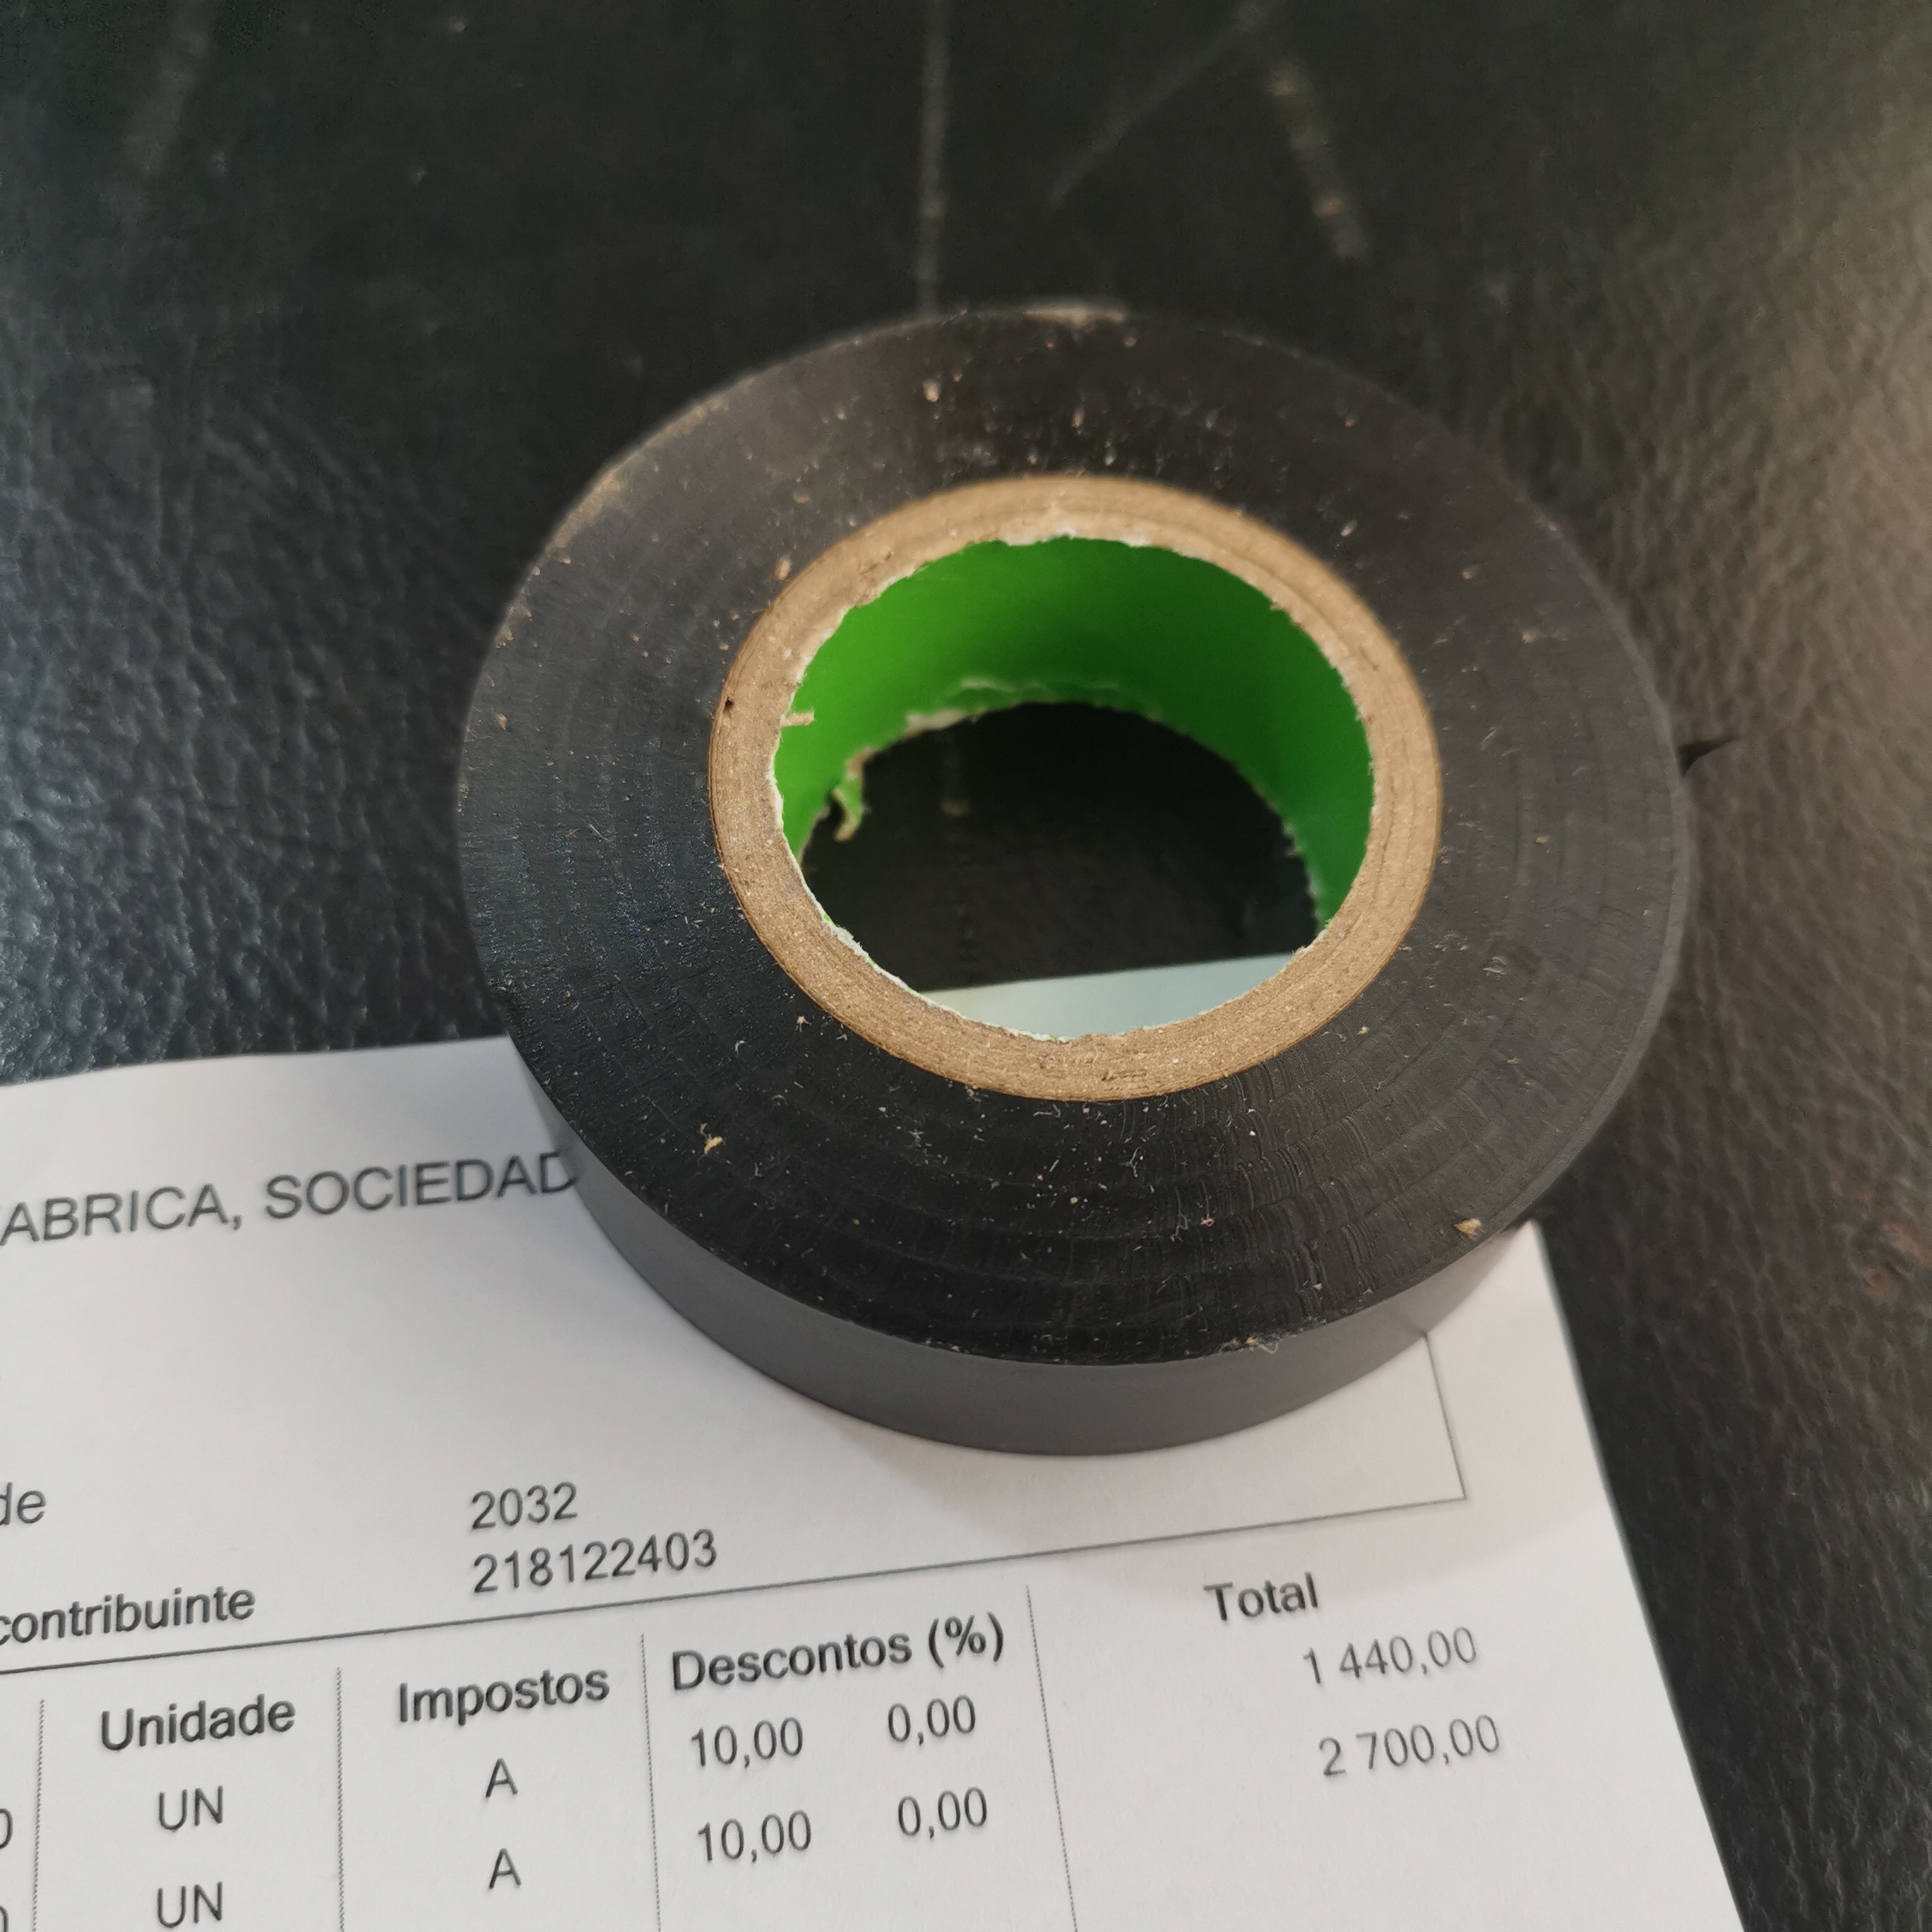 ABRICA, SOCIEDAD
de 2032
contribuinte 218122403
Unidade Impostos Descontos (%) Total
UN A 10,00 0,00 1 440,00
UN A 10,00 0,00 2 700,00